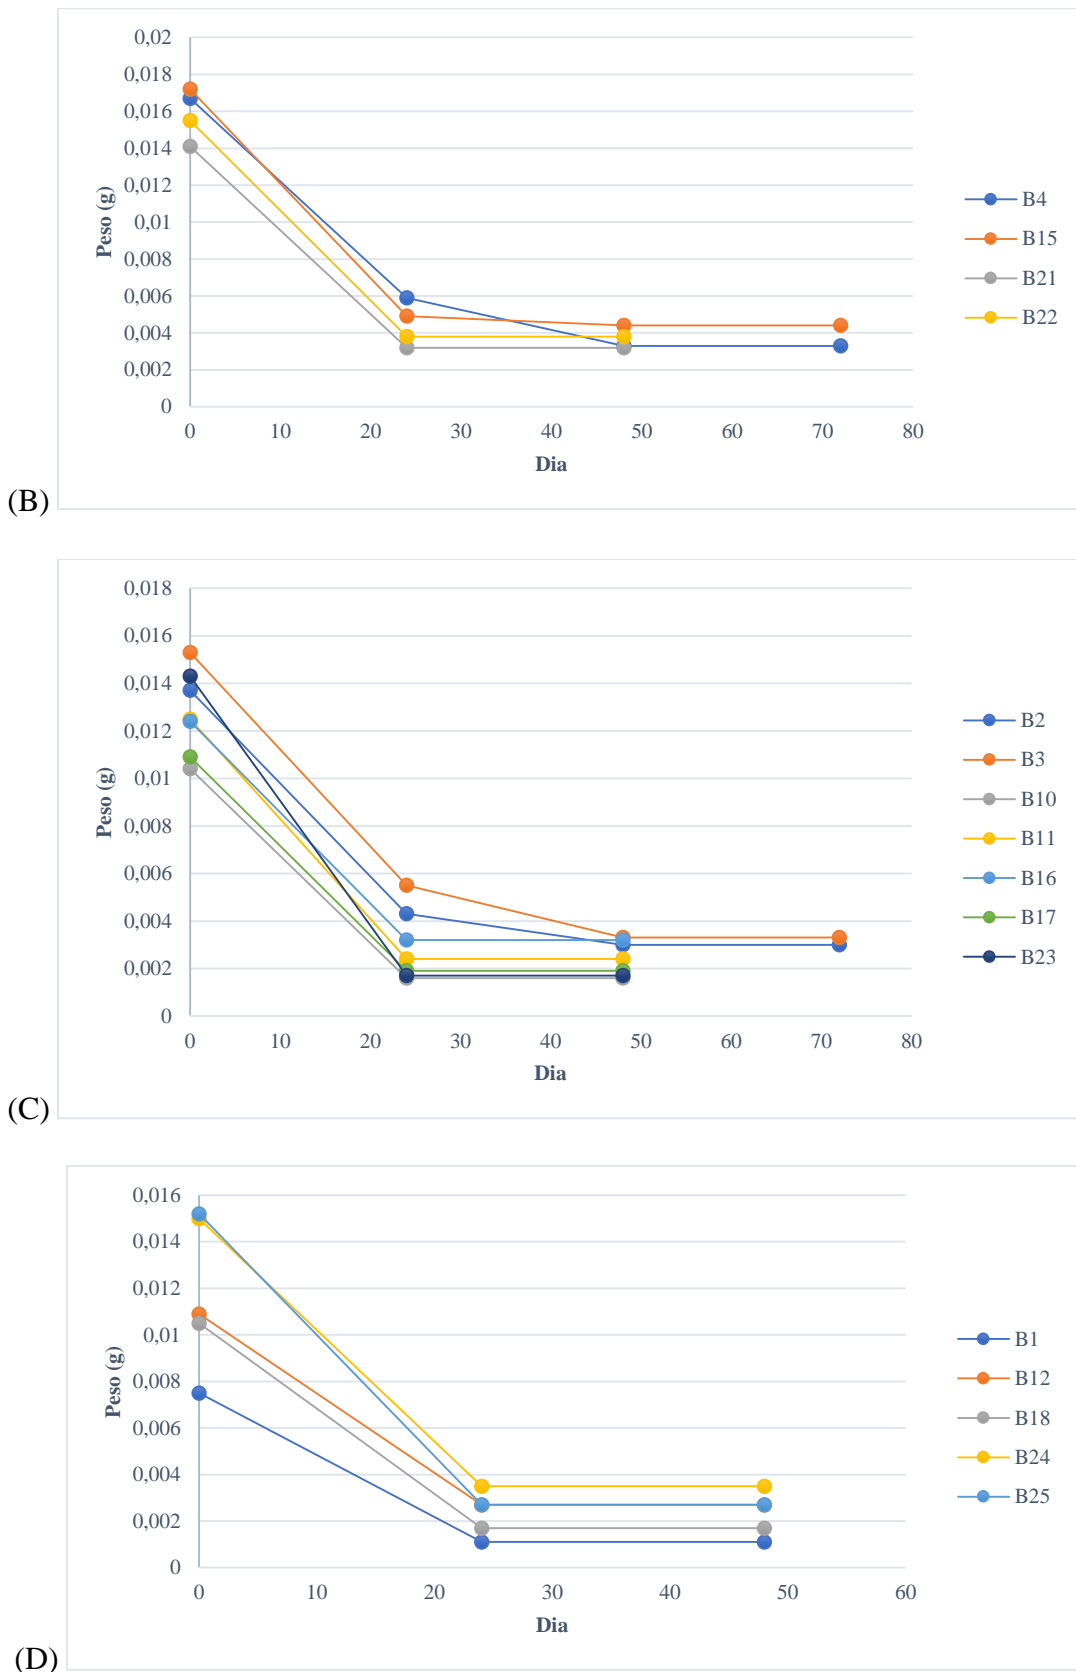 0,02
0,018
0,016
0,014
0,012
0,01
0,008
0,006
0,004
0,002
0
Peso (g)
0 10 20 30 40 50 60 70 80
Dia
B4
B15
B21
B22
(B)
0,018
0,016
0,014
0,012
0,01
0,008
0,006
0,004
0,002
0
Peso (g)
0 10 20 30 40 50 60 70 80
Dia
B2
B3
B10
B11
B16
B17
B23
(C)
0,016
0,014
0,012
0,01
0,008
0,006
0,004
0,002
0
Peso (g)
0 10 20 30 40 50 60
Dia
B1
B12
B18
B24
B25
(D)